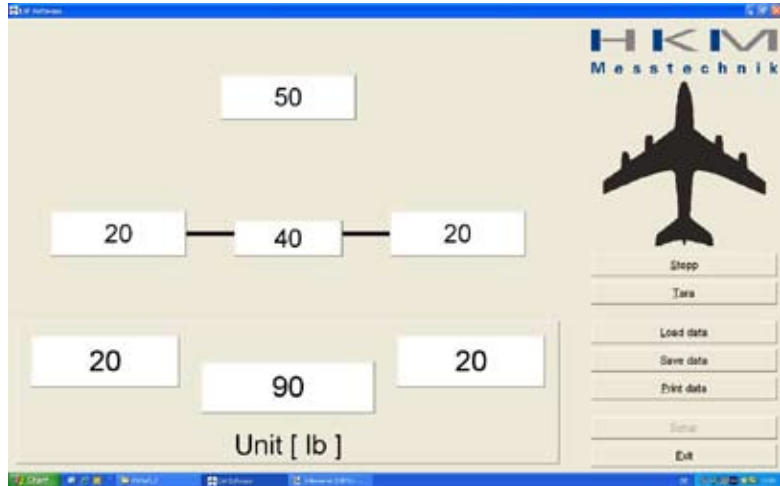 HKM
Messtechnik
50
20
40
20
20
20
90
Unit [ lb ]
Stopp
Tara
Load data
Save data
Print data
Setup
Exit
Start